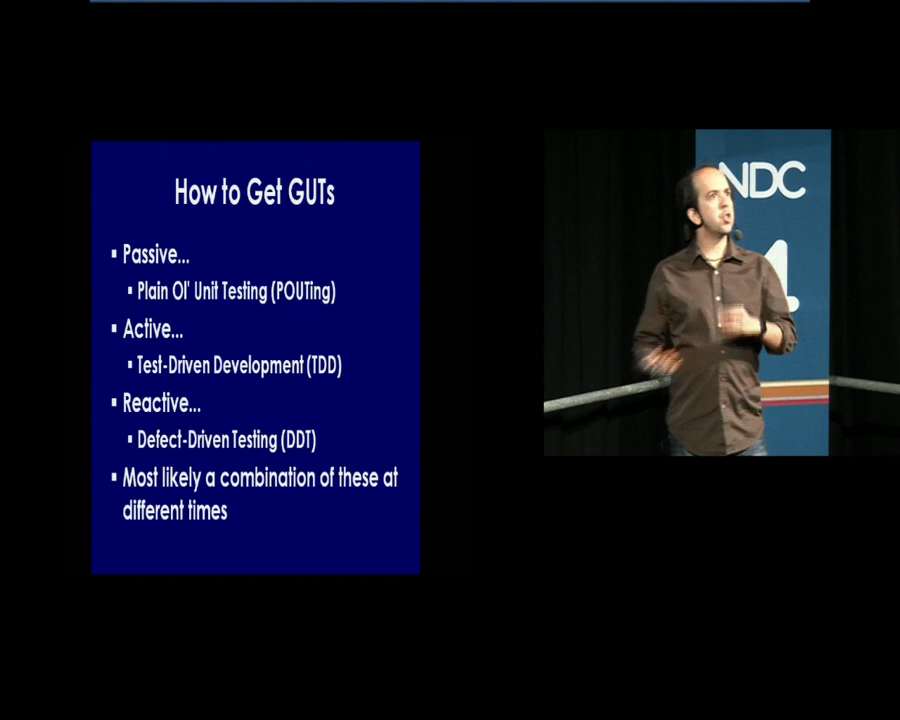 How to Get GUTs
▪ Passive...
▪ Plain Ol' Unit Testing (POUTing)
▪ Active...
▪ Test-Driven Development (TDD)
▪ Reactive...
▪ Defect-Driven Testing (DDT)
▪ Most likely a combination of these at
different times
NDC